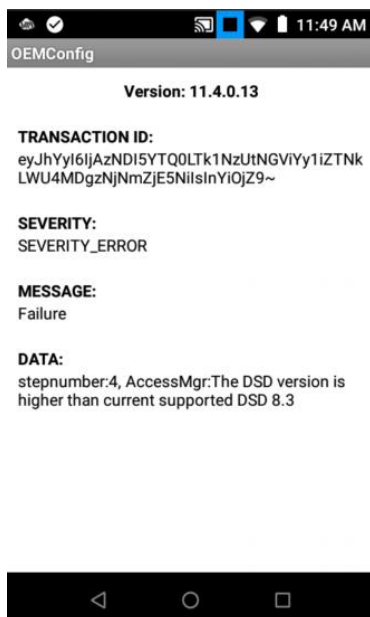 11:49 AM
OEMConfig
Version: 11.4.0.13
TRANSACTION ID:
eyJhYyI6IjAzNDI5YTQ0LTk1NzUtNGViYy1iZTNk
LWU4MDgzNjNmZjE5NiIsInYiOjZ9~
SEVERITY:
SEVERITY_ERROR
MESSAGE:
Failure
DATA:
stepnumber:4, AccessMgr:The DSD version is
higher than current supported DSD 8.3